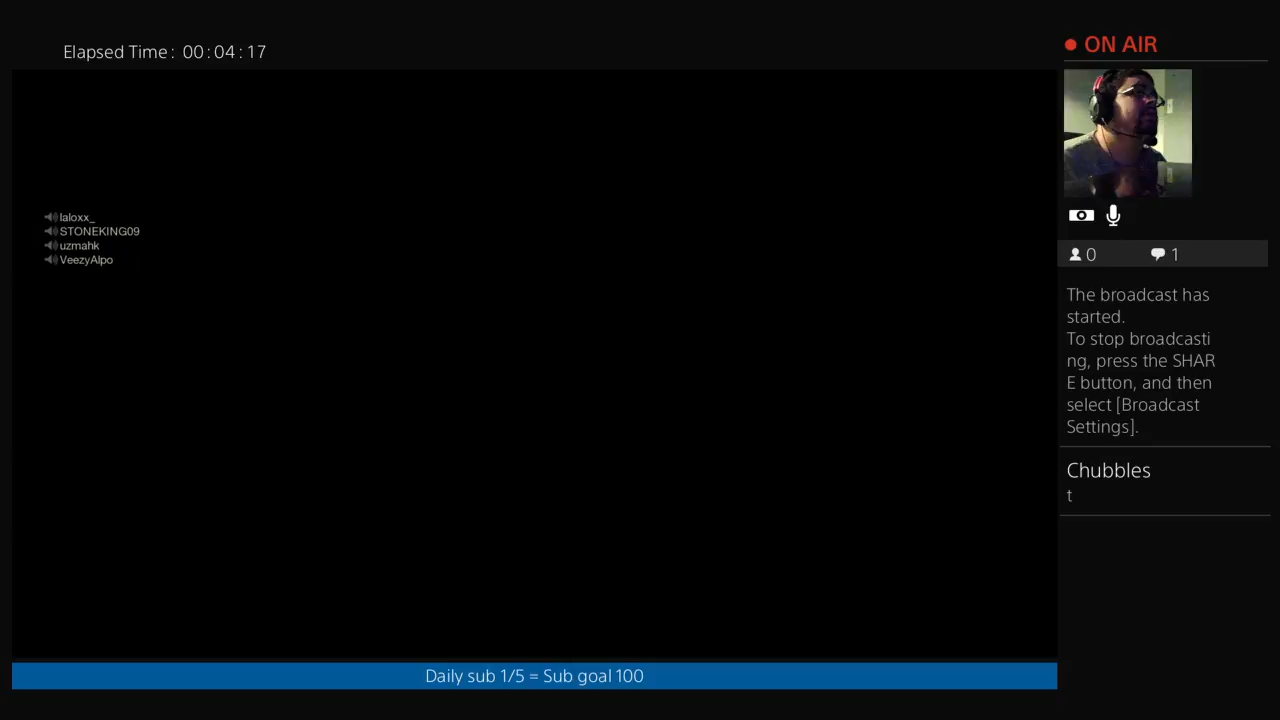 Elapsed Time: 00:04:17
ON AIR
laloxx_
STONEKING09
uzmahk
VeezyAlpo
0
1
The broadcast has
started.
To stop broadcasti
ng, press the SHAR
E button, and then
select [Broadcast
Settings].
Chubbles
t
Daily sub 1/5 = Sub goal 100